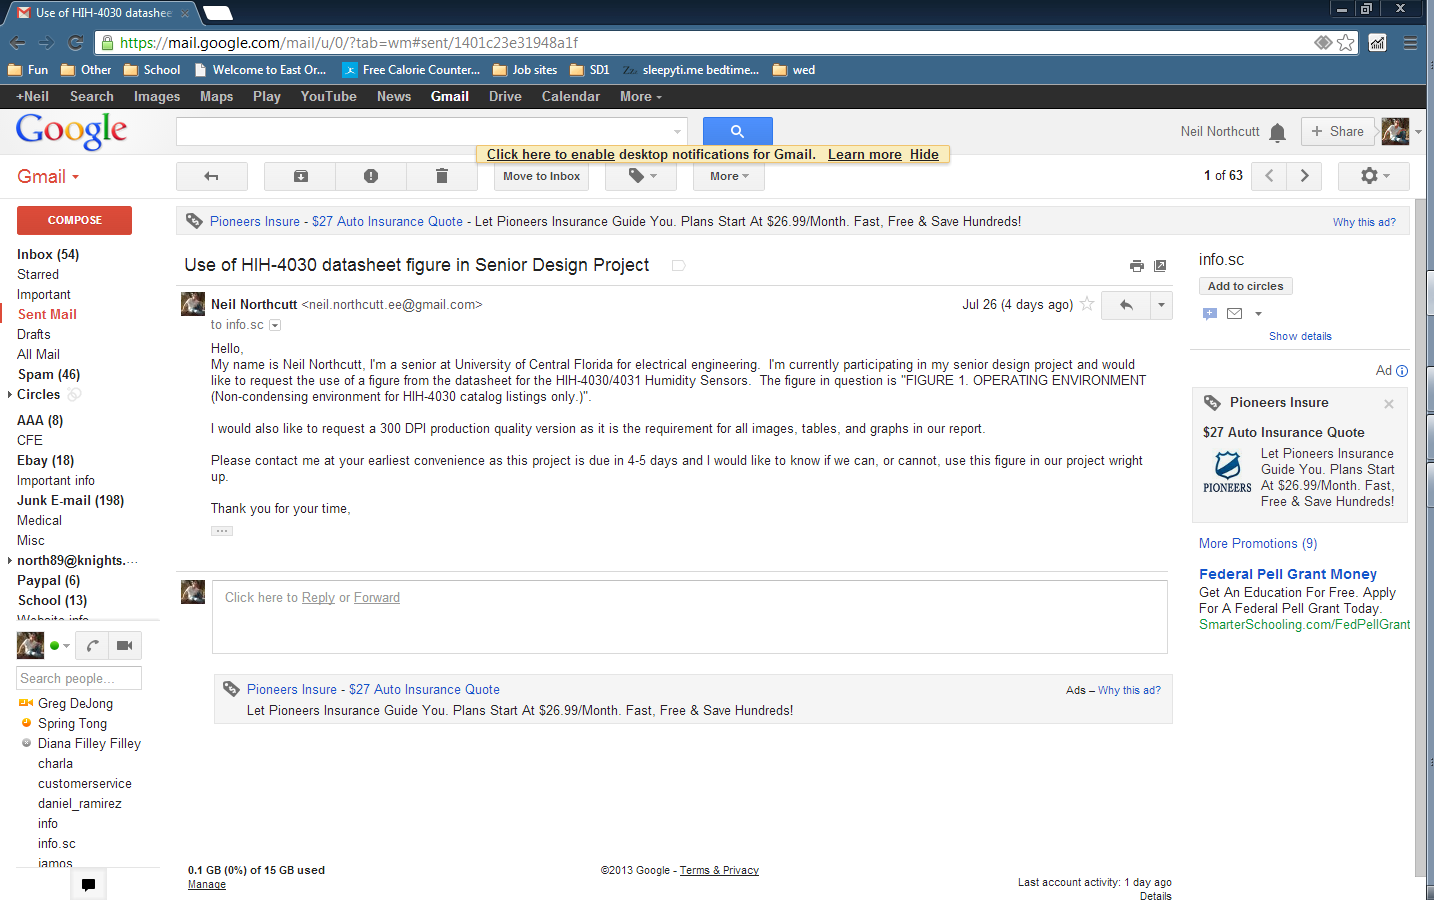 Use of HIH-4030 datashee
https://mail.google.com/mail/u/0/?tab=wm#sent/1401c23e31948a1f
Fun Other School Welcome to East Or... Free Calorie Counter... Job sites SD1 sleepyti.me bedtime... wed
+Neil Search Images Maps Play YouTube News Gmail Drive Calendar More
Google
Neil Northcutt + Share
Click here to enable desktop notifications for Gmail. Learn more Hide
Gmail
Move to Inbox
More
1 of 63
COMPOSE
Pioneers Insure - $27 Auto Insurance Quote - Let Pioneers Insurance Guide You. Plans Start At $26.99/Month. Fast, Free & Save Hundreds!
Why this ad?
Inbox (54)
Starred
Important
Sent Mail
Drafts
All Mail
Spam (46)
Circles
AAA (8)
CFE
Ebay (18)
Important info
Junk E-mail (198)
Medical
Misc
north89@knights....
Paypal (6)
School (13)
Website info
Search people...
Greg DeJong
Spring Tong
Diana Filley Filley
charla
customerservice
daniel_ramirez
info
info.sc
Use of HIH-4030 datasheet figure in Senior Design Project
Neil Northcutt <neil.northcutt.ee@gmail.com>
Jul 26 (4 days ago)
to info.sc
Hello,
My name is Neil Northcutt, I'm a senior at University of Central Florida for electrical engineering. I'm currently participating in my senior design project and would
like to request the use of a figure from the datasheet for the HIH-4030/4031 Humidity Sensors. The figure in question is "FIGURE 1. OPERATING ENVIRONMENT
(Non-condensing environment for HIH-4030 catalog listings only.)".
I would also like to request a 300 DPI production quality version as it is the requirement for all images, tables, and graphs in our report.
Please contact me at your earliest convenience as this project is due in 4-5 days and I would like to know if we can, or cannot, use this figure in our project wright
up.
Thank you for your time,
Click here to Reply or Forward
Pioneers Insure - $27 Auto Insurance Quote
Ads – Why this ad?
Let Pioneers Insurance Guide You. Plans Start At $26.99/Month. Fast, Free & Save Hundreds!
info.sc
Add to circles
Show details
Ad
Pioneers Insure
$27 Auto Insurance Quote
PIONEERS
Let Pioneers Insurance
Guide You. Plans Start
At $26.99/Month. Fast,
Free & Save Hundreds!
More Promotions (9)
Federal Pell Grant Money
Get An Education For Free. Apply
For A Federal Pell Grant Today.
SmarterSchooling.com/FedPellGrant
0.1 GB (0%) of 15 GB used
Manage
©2013 Google - Terms & Privacy
Last account activity: 1 day ago
Details